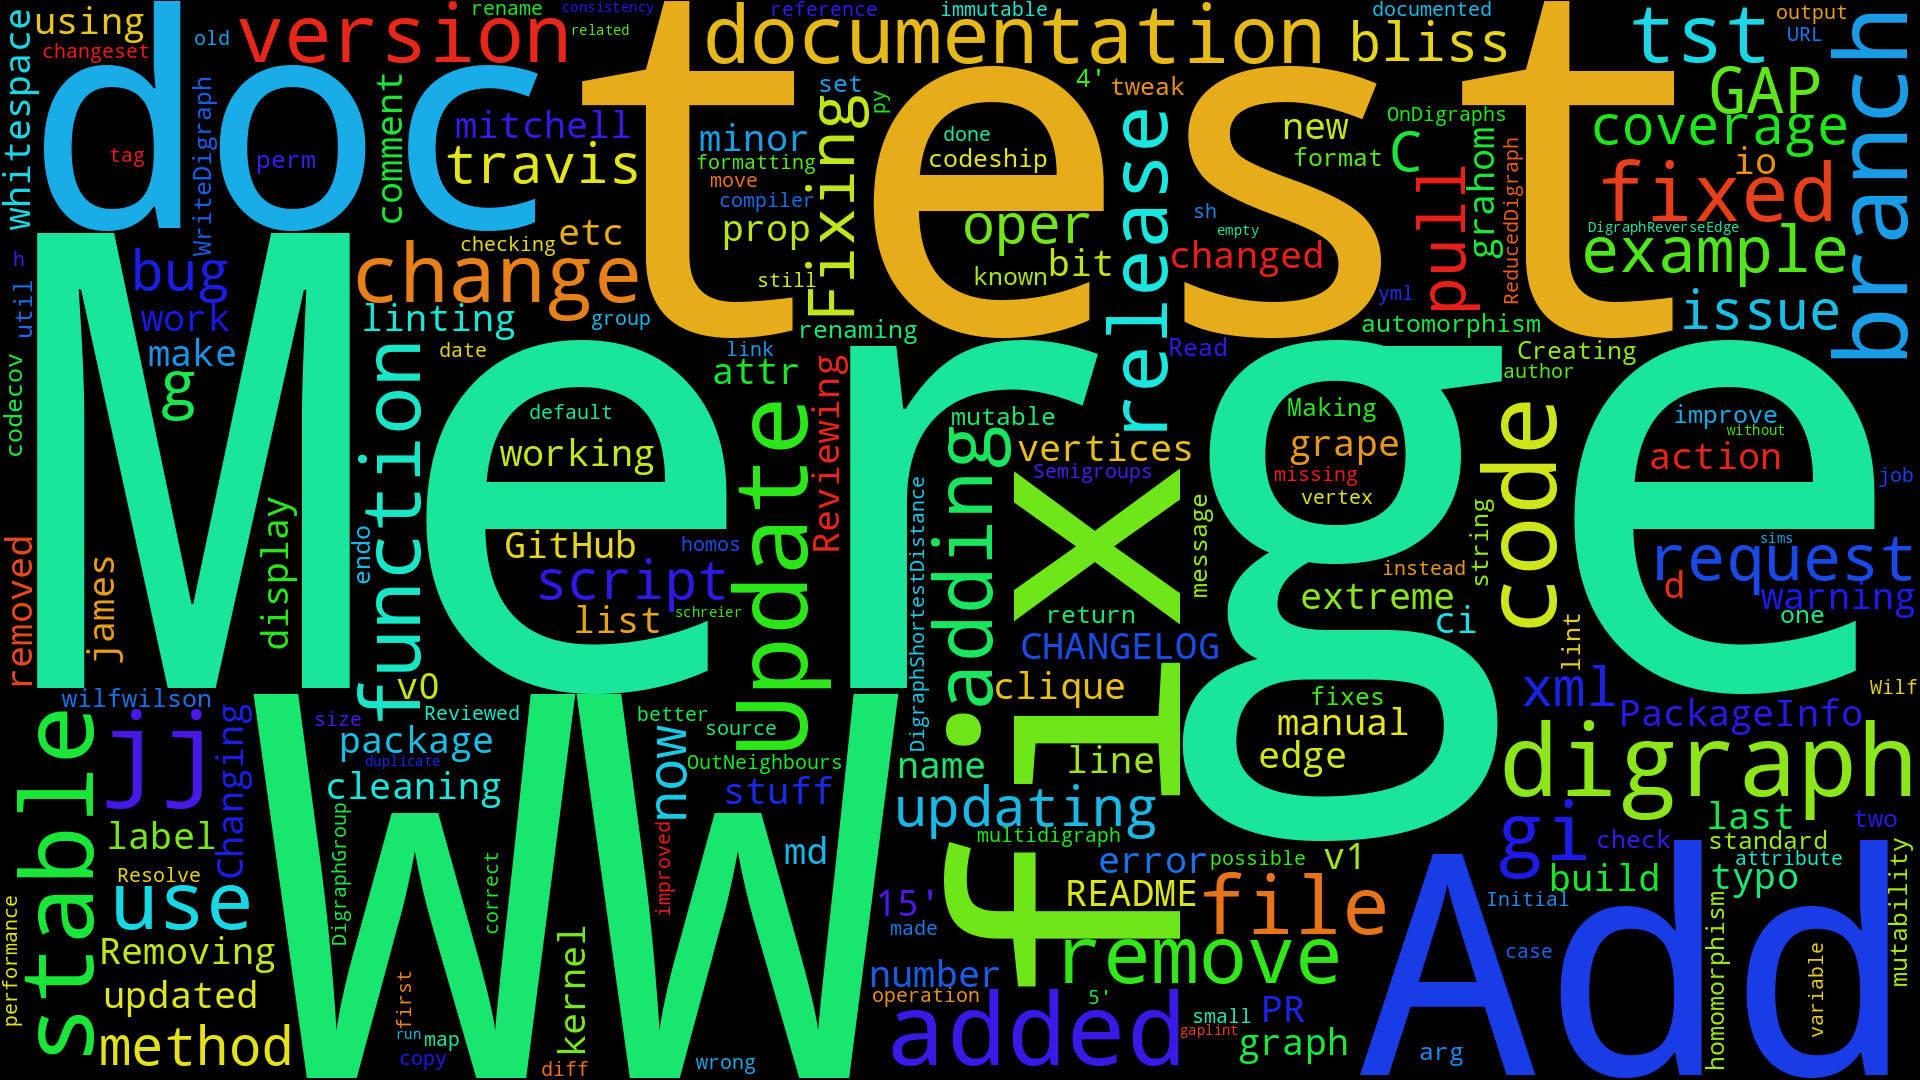 doc
test
Merge
ww
Add
fix
version
documentation
bliss
tst
branch
using
changeset
old
rename
consistency
related
reference
immutable
documented
output
URL
whitespace
WriteDigraph
tag
perm
comment
mitchell
travis
minor
formatting
move
compiler
prop
set
py
Fixing
4'
tweak
done
codeship
oper
known
bit
release
new
format
OnDigraphs
C
GAP
coverage
io
fixed
grahom
pull
ReducedDigraph
DigraphReverseEdge
example
issue
sh
empty
changed
yml
automorphism
Read
Creating
author
h
util
bug
work
make
g
codecov
change
checking
etc
linting
group
date
still
renaming
link
attr
function
default
working
Reviewing
update
mutable
adding
vertices
Semigroups
Making
grape
missing
vertex
code
improve
without
action
job
removed
james
display
endo
GitHub
homos
script
list
schreier
DigraphShortestDistance
message
string
instead
extreme
ci
return
CHANGELOG
clique
sims
request
d
warning
one
lint
xml
Wilf
PackageInfo
wilfwilson
v0
jj
stable
Changing
size
Reviewed
package
duplicate
cleaning
better
source
now
OutNeighbours
stuff
name
line
fixes
manual
edge
digraph
updating
multidigraph
label
Resolve
use
DigraphGroup
correct
improved
md
error
possible
v1
gi
check
last
standard
two
attribute
build
typo
15'
made
README
file
Initial
case
homomorphism
mutability
variable
performance
Removing
updated
method
first
run
map
copy
kernel
diff
wrong
number
operation
remove
added
5'
small
gaplint
PR
graph
arg